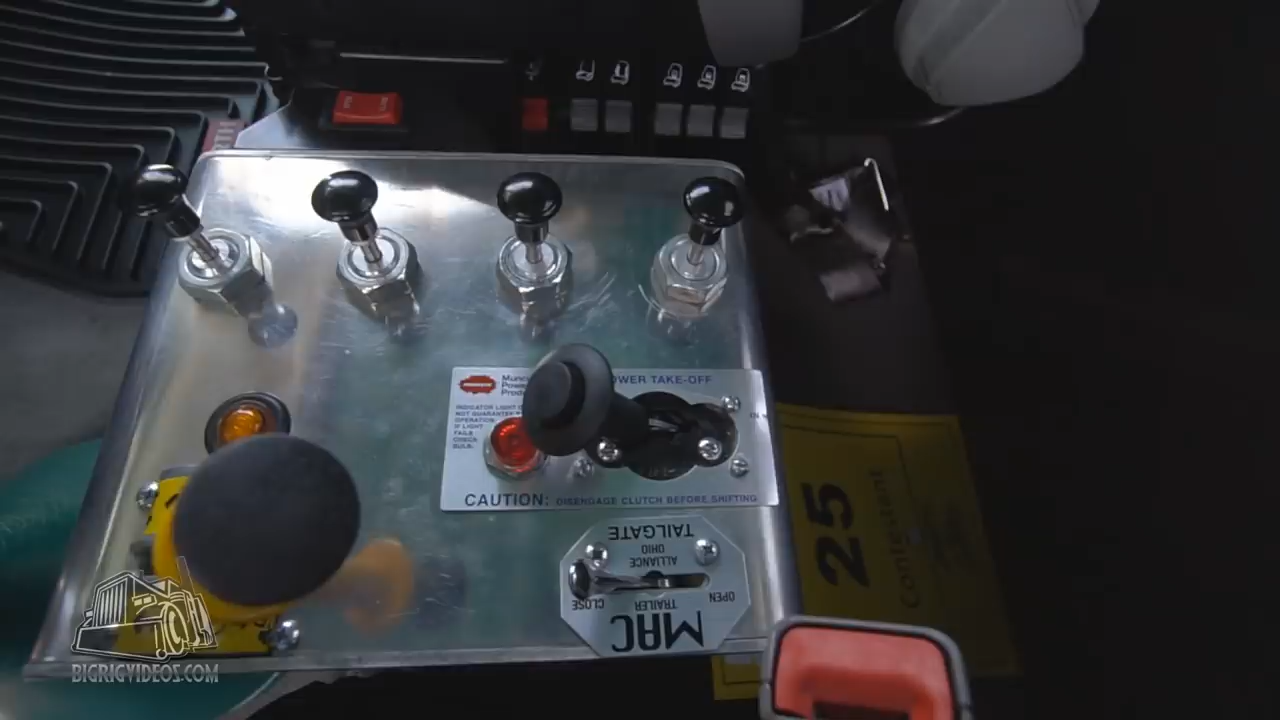 Muncie
Power
Products
POWER TAKE-OFF
INDICATOR LIGHT
NOT GUARANTEE
OPERATION.
IF LIGHT
FAILS
CHECK
BULB.
CAUTION: DISENGAGE CLUTCH BEFORE SHIFTING
TAILGATE
OHIO
ALLIANCE
CLOSE
OPEN
TRAILER
MAC
25
Contestant
BIGRIGVIDEOS.COM